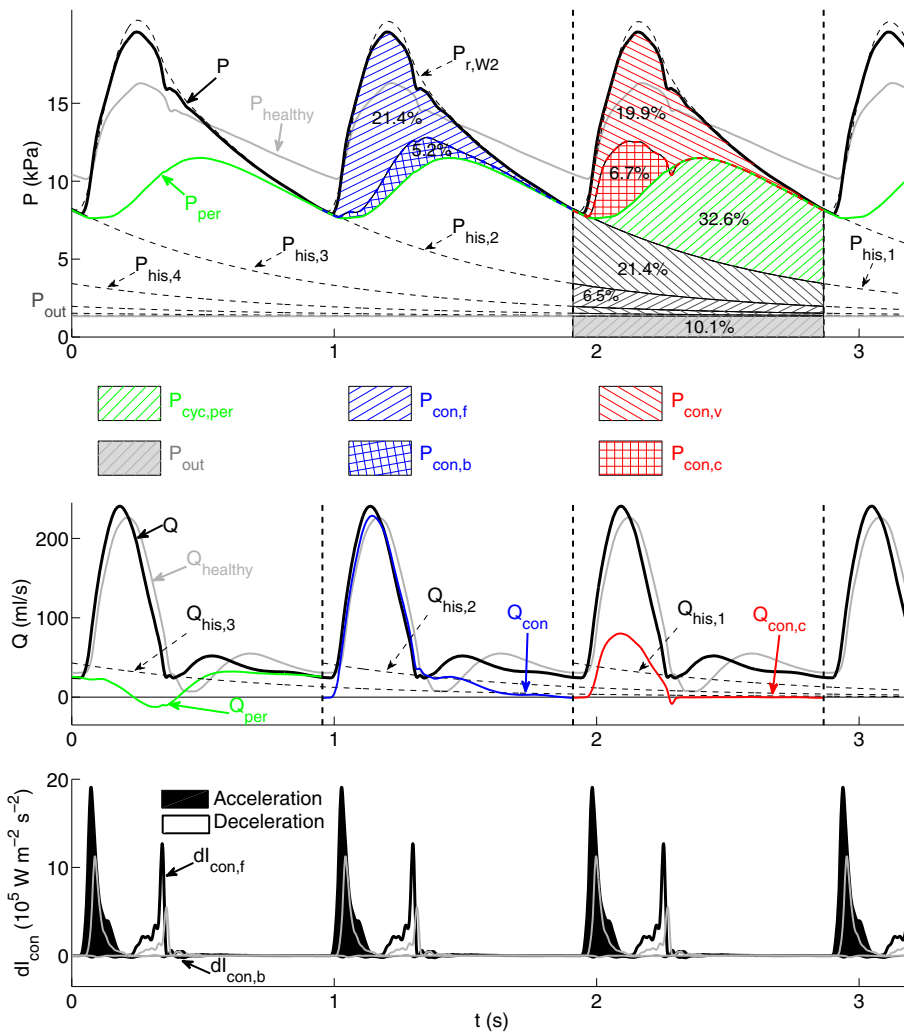 P (kPa)
15
10
5
0
P
P_healthy
P_per
P_his,4
P_his,3
P_his,2
P_r,W2
P_his,1
P_out
21.4%
5.2%
19.9%
6.7%
32.6%
21.4%
6.5%
10.1%
0 1 2 3
P_cyc,per P_con,f P_con,v
P_out P_con,b P_con,c
Q (ml/s)
200
100
0
Q
Q_healthy
Q_his,3
Q_per
Q_his,2
Q_con
Q_his,1
Q_con,c
0 1 2 3
dI_con (10^5 W m^−2 s^−2)
20
10
0
Acceleration
Deceleration
dI_con,f
dI_con,b
0 1 2 3
t (s)